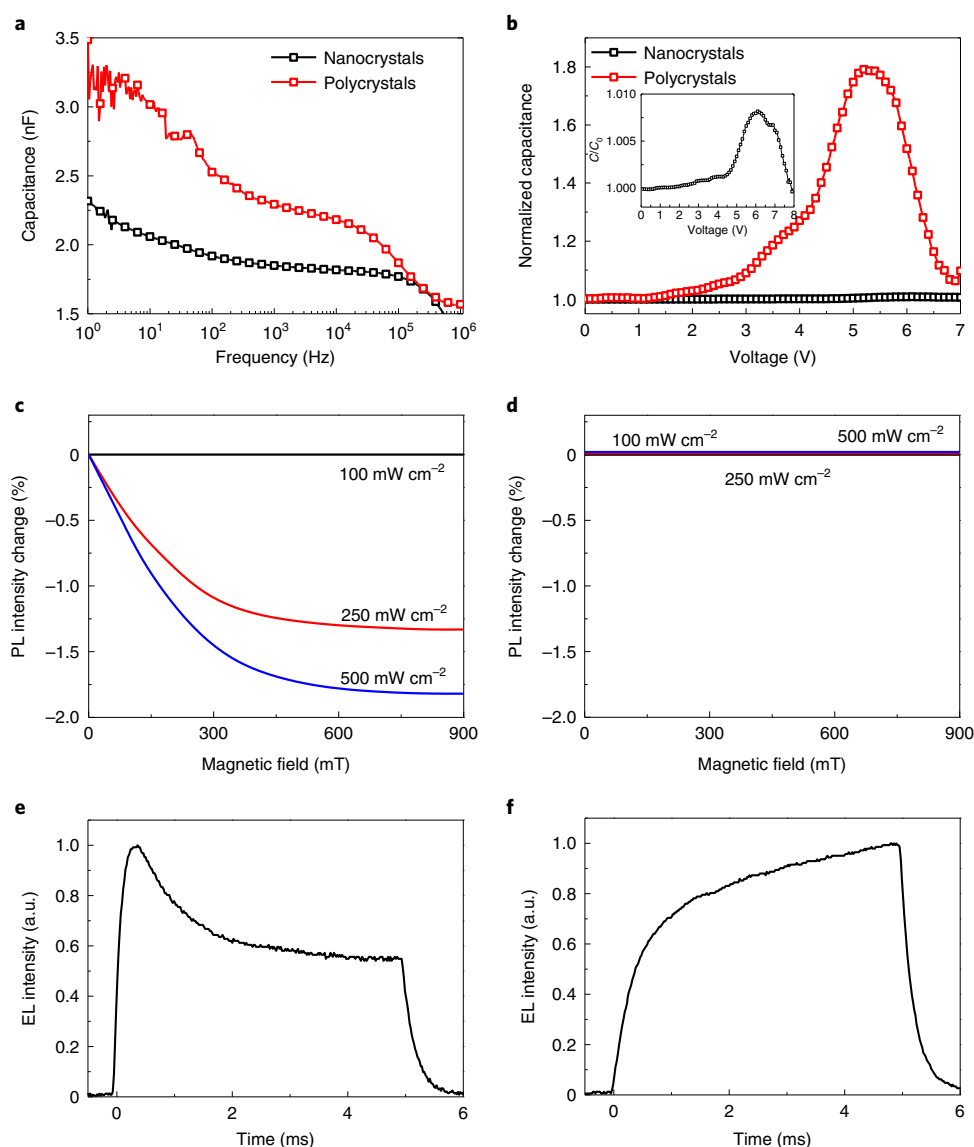 a
3.5
3.0
2.5
2.0
1.5
Capacitance (nF)
Nanocrystals
Polycrystals
10⁰ 10¹ 10² 10³ 10⁴ 10⁵ 10⁶
Frequency (Hz)
b
1.8
1.6
1.4
1.2
1.0
Normalized capacitance
Nanocrystals
Polycrystals
1.010
1.005
1.000
C/C₀
0 1 2 3 4 5 6 7 8
Voltage (V)
0 1 2 3 4 5 6 7
Voltage (V)
c
0
−0.5
−1.0
−1.5
−2.0
PL intensity change (%)
100 mW cm⁻²
250 mW cm⁻²
500 mW cm⁻²
0 300 600 900
Magnetic field (mT)
d
0
−0.5
−1.0
−1.5
−2.0
PL intensity change (%)
100 mW cm⁻² 500 mW cm⁻²
250 mW cm⁻²
0 300 600 900
Magnetic field (mT)
e
1.0
0.8
0.6
0.4
0.2
0
EL intensity (a.u.)
0 2 4 6
Time (ms)
f
1.0
0.8
0.6
0.4
0.2
0
EL intensity (a.u.)
0 2 4 6
Time (ms)